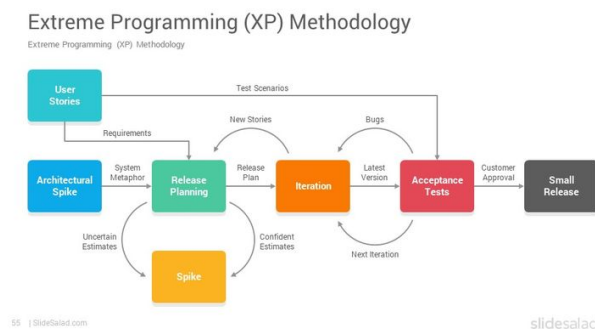 Extreme Programming (XP) Methodology
Extreme Programming (XP) Methodology
User
Stories
Test Scenarios
New Stories
Bugs
Requirements
Architectural
Spike
System
Metaphor
Release
Planning
Release
Plan
Iteration
Latest
Version
Acceptance
Tests
Customer
Approval
Small
Release
Uncertain
Estimates
Confident
Estimates
Next Iteration
Spike
55 | SlideSalad.com
slidesalad